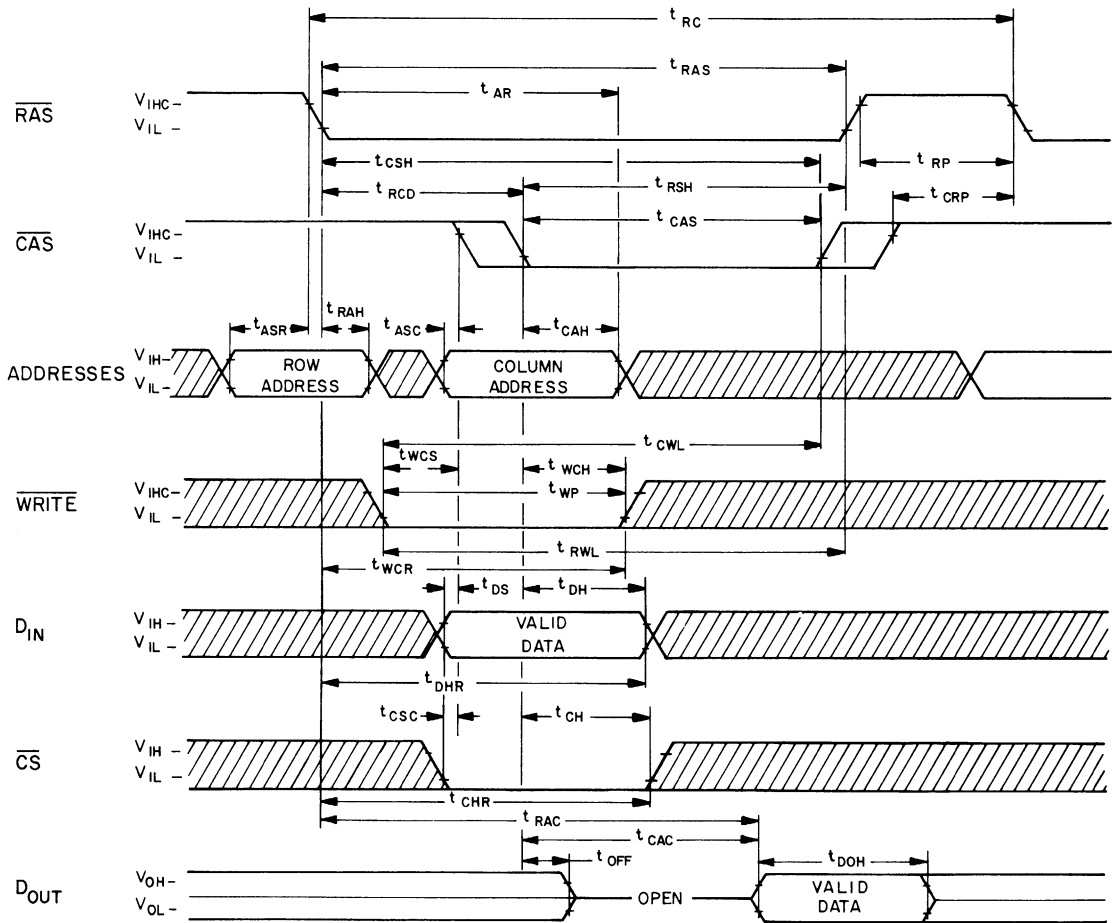 t RC
t RAS
t AR
RAS
V IHC –
V IL –
t CSH
t RP
t RCD
t RSH
t CRP
t CAS
CAS
V IHC –
V IL –
t RAH
t ASR
t ASC
t CAH
ADDRESSES
V IH –
V IL –
ROW ADDRESS
COLUMN ADDRESS
t CWL
t WCS
t WCH
t WP
WRITE
V IHC –
V IL –
t RWL
t WCR
t DS
t DH
D IN
V IH –
V IL –
VALID DATA
t DHR
t CSC
t CH
CS
V IH –
V IL –
t CHR
t RAC
t CAC
t OFF
t DOH
D OUT
V OH –
V OL –
OPEN
VALID DATA